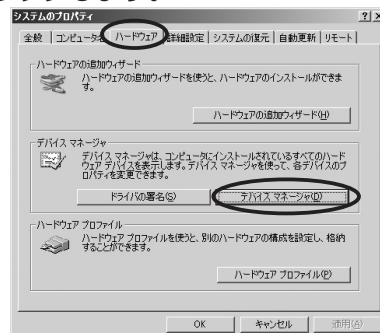 システムのプロパティ
? ×
全般 コンピュータ名 ハードウェア 詳細設定 システムの復元 自動更新 リモート
ハードウェアの追加ウィザード
ハードウェアの追加ウィザードを使うと、ハードウェアのインストールができま
す。
ハードウェアの追加ウィザード(H)
デバイス マネージャ
デバイス マネージャは、コンピュータにインストールされているすべてのハード
ウェア デバイスを表示します。デバイス マネージャを使って、各デバイスのプ
ロパティを変更できます。
ドライバの署名(S) デバイス マネージャ(D)
ハードウェア プロファイル
ハードウェア プロファイルを使うと、別のハードウェアの構成を設定し、格納
することができます。
ハードウェア プロファイル(P)
OK キャンセル 適用(A)